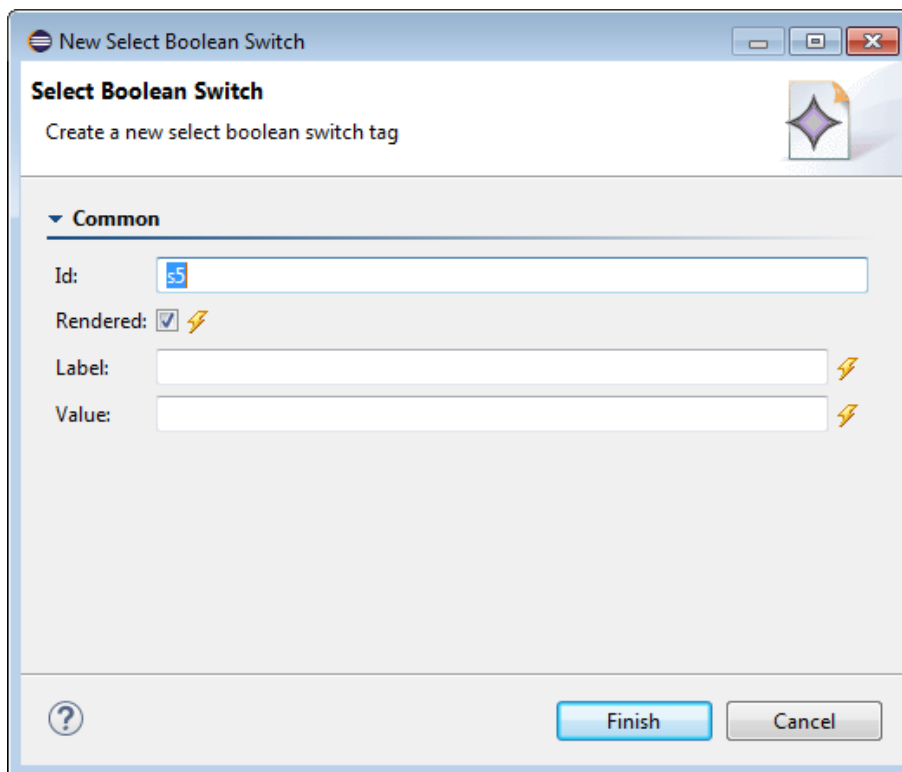 New Select Boolean Switch
Select Boolean Switch
Create a new select boolean switch tag
Common
Id: s5
Rendered:
Label:
Value:
?
Finish Cancel